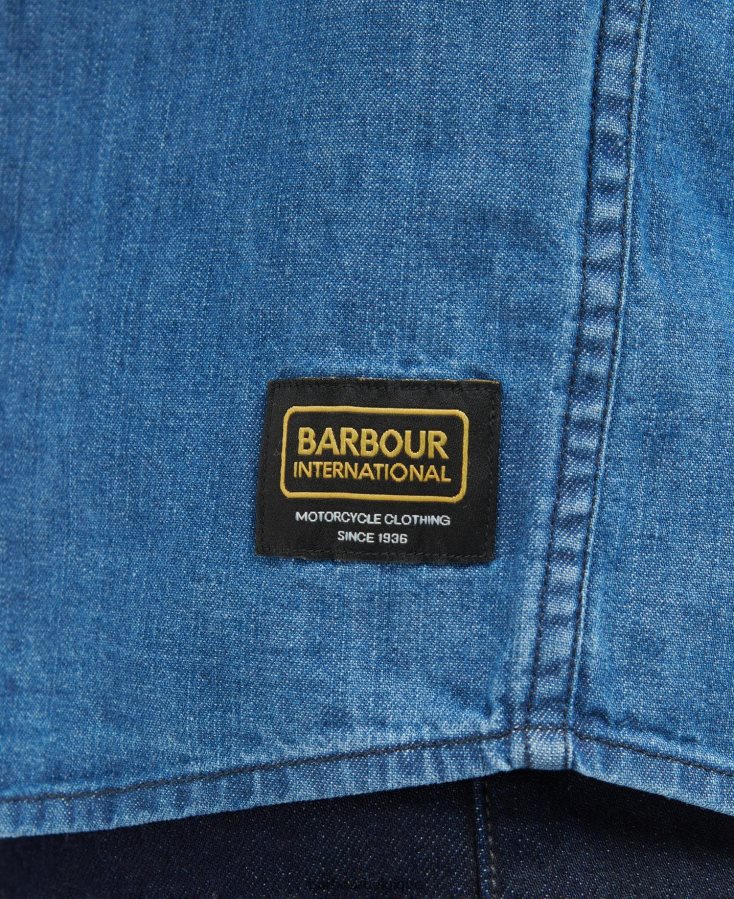 BARBOUR
INTERNATIONAL
MOTORCYCLE CLOTHING
SINCE 1936